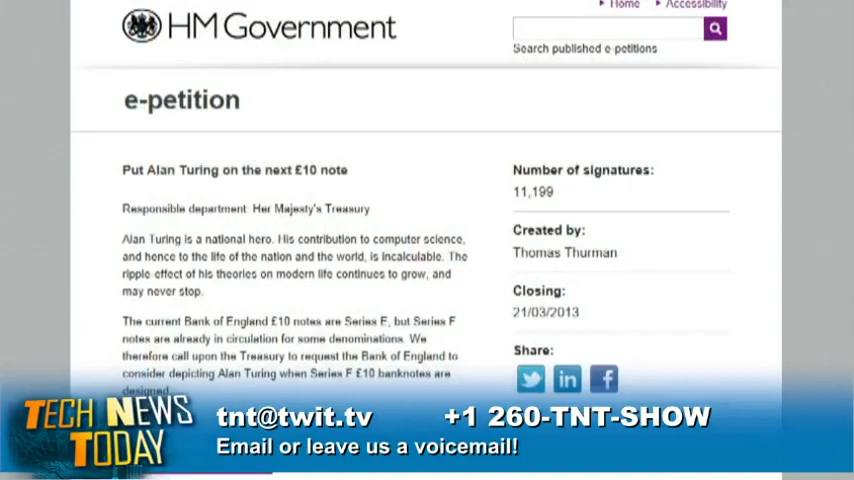 Home
Accessibility
HM Government
Search published e-petitions
e-petition
Put Alan Turing on the next £10 note
Responsible department: Her Majesty's Treasury
Alan Turing is a national hero. His contribution to computer science,
and hence to the life of the nation and the world, is incalculable. The
ripple effect of his theories on modern life continues to grow, and
may never stop.
The current Bank of England £10 notes are Series E, but Series F
notes are already in circulation for some denominations. We
therefore call upon the Treasury to request the Bank of England to
consider depicting Alan Turing when Series F £10 banknotes are
designed.
Number of signatures:
11,199
Created by:
Thomas Thurman
Closing:
21/03/2013
Share:
in
f
TECH NEWS
TODAY
tnt@twit.tv +1 260-TNT-SHOW
Email or leave us a voicemail!